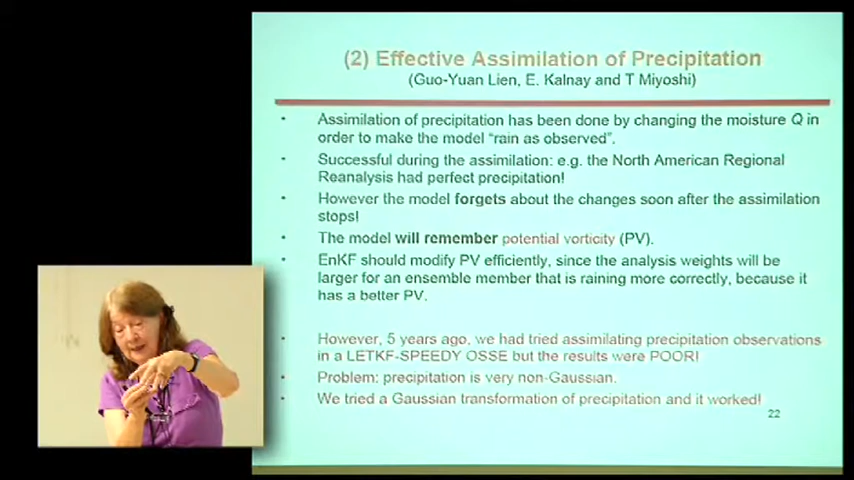 (2) Effective Assimilation of Precipitation
(Guo-Yuan Lien, E. Kalnay and T Miyoshi)
• Assimilation of precipitation has been done by changing the moisture Q in
order to make the model “rain as observed”.
• Successful during the assimilation: e.g. the North American Regional
Reanalysis had perfect precipitation!
• However the model forgets about the changes soon after the assimilation
stops!
• The model will remember potential vorticity (PV).
• EnKF should modify PV efficiently, since the analysis weights will be
larger for an ensemble member that is raining more correctly, because it
has a better PV.
• However, 5 years ago, we had tried assimilating precipitation observations
in a LETKF-SPEEDY OSSE but the results were POOR!
• Problem: precipitation is very non-Gaussian.
• We tried a Gaussian transformation of precipitation and it worked!
22